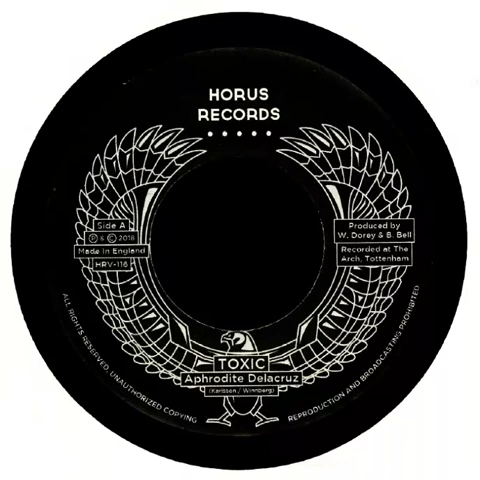 HORUS
RECORDS
Side A
Ⓟ & © 2018
Made in England
HRV-116
Produced by
W. Dorey & B. Bell
Recorded at The
Arch, Tottenham
TOXIC
Aphrodite Delacruz
(Karlsson / Winnberg)
ALL RIGHTS RESERVED. UNAUTHORIZED COPYING
REPRODUCTION AND BROADCASTING PROHIBITED